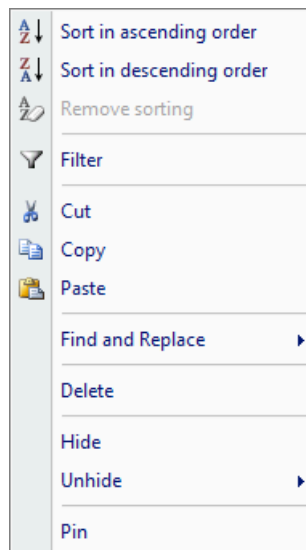 Sort in ascending order
Sort in descending order
Remove sorting
Filter
Cut
Copy
Paste
Find and Replace
Delete
Hide
Unhide
Pin